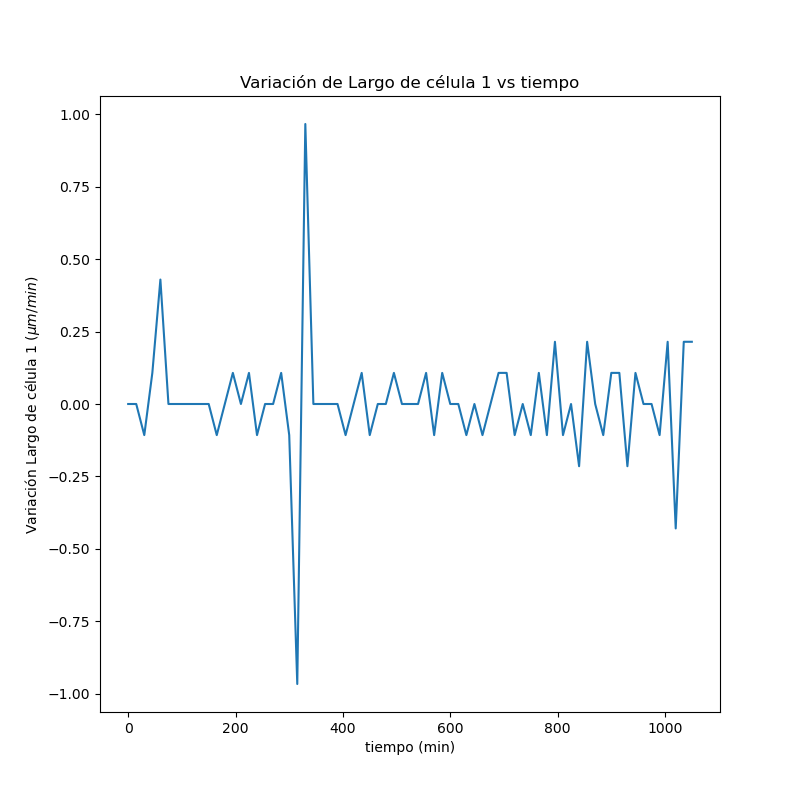 Variación de Largo de célula 1 vs tiempo
Variación Largo de célula 1 (μm/min)
1.00
0.75
0.50
0.25
0.00
−0.25
−0.50
−0.75
−1.00
0 200 400 600 800 1000
tiempo (min)